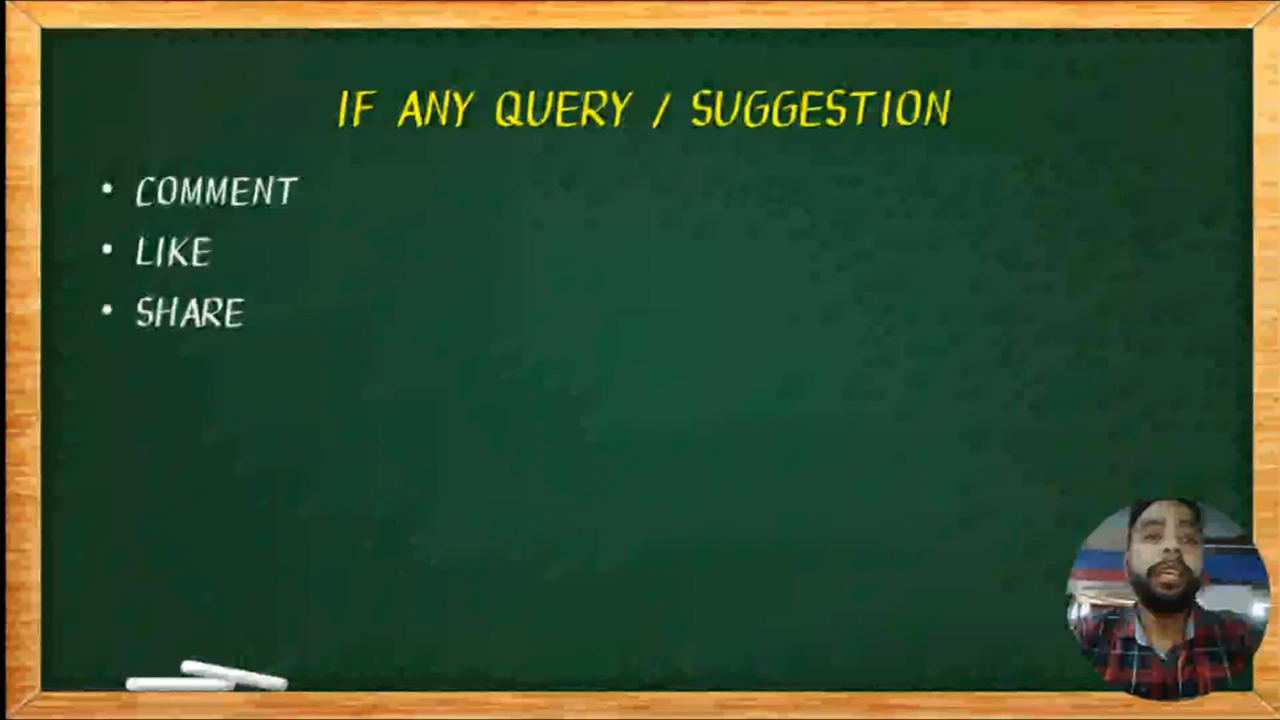 IF ANY QUERY / SUGGESTION
• COMMENT
• LIKE
• SHARE